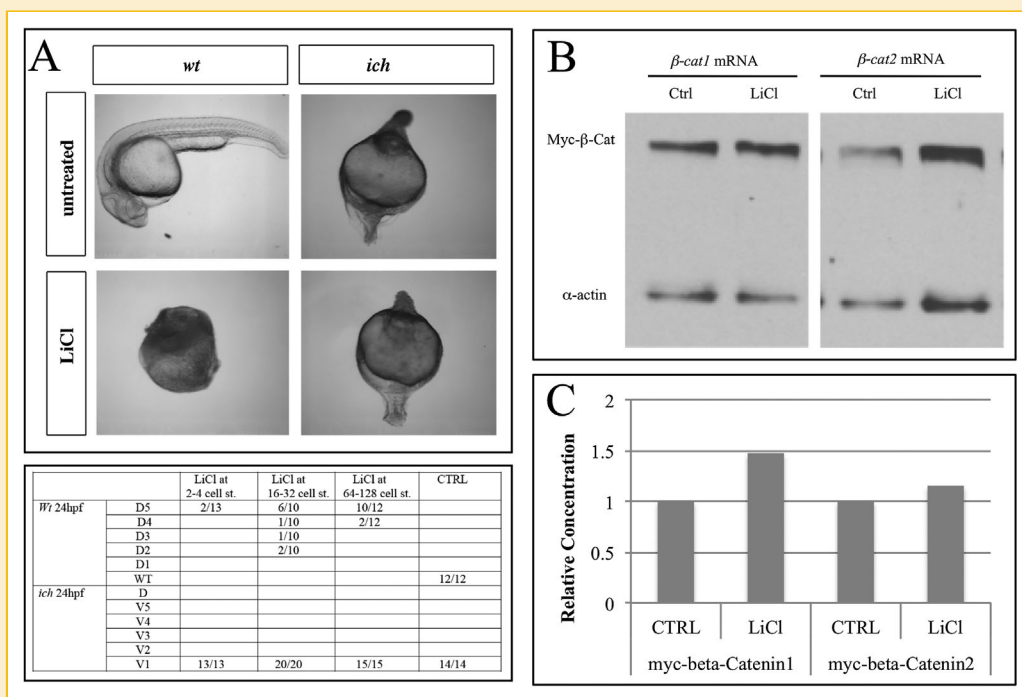 A
wt
ich
untreated
LiCl
LiCl at 2-4 cell st.
LiCl at 16-32 cell st.
LiCl at 64-128 cell st.
CTRL
Wt 24hpf
D5 2/13 6/10 10/12
D4 1/10 2/12
D3 1/10
D2 2/10
D1
WT 12/12
ich 24hpf
D
V5
V4
V3
V2
V1 13/13 20/20 15/15 14/14
B
β-cat1 mRNA
β-cat2 mRNA
Ctrl LiCl Ctrl LiCl
Myc-β-Cat
α-actin
C
Relative Concentration
2
1.5
1
0.5
0
CTRL LiCl CTRL LiCl
myc-beta-Catenin1 myc-beta-Catenin2